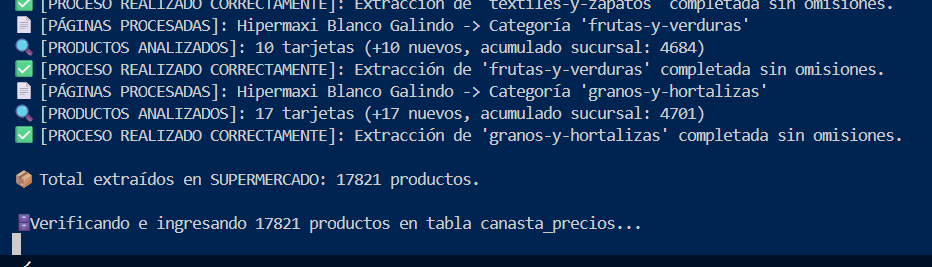 ✅ [PROCESO REALIZADO CORRECTAMENTE]: Extracción de 'textiles-y-zapatos' completada sin omisiones.
📄 [PÁGINAS PROCESADAS]: Hipermaxi Blanco Galindo -> Categoría 'frutas-y-verduras'
🔍 [PRODUCTOS ANALIZADOS]: 10 tarjetas (+10 nuevos, acumulado sucursal: 4684)
✅ [PROCESO REALIZADO CORRECTAMENTE]: Extracción de 'frutas-y-verduras' completada sin omisiones.
📄 [PÁGINAS PROCESADAS]: Hipermaxi Blanco Galindo -> Categoría 'granos-y-hortalizas'
🔍 [PRODUCTOS ANALIZADOS]: 17 tarjetas (+17 nuevos, acumulado sucursal: 4701)
✅ [PROCESO REALIZADO CORRECTAMENTE]: Extracción de 'granos-y-hortalizas' completada sin omisiones.
📦 Total extraídos en SUPERMERCADO: 17821 productos.
🗄️Verificando e ingresando 17821 productos en tabla canasta_precios...